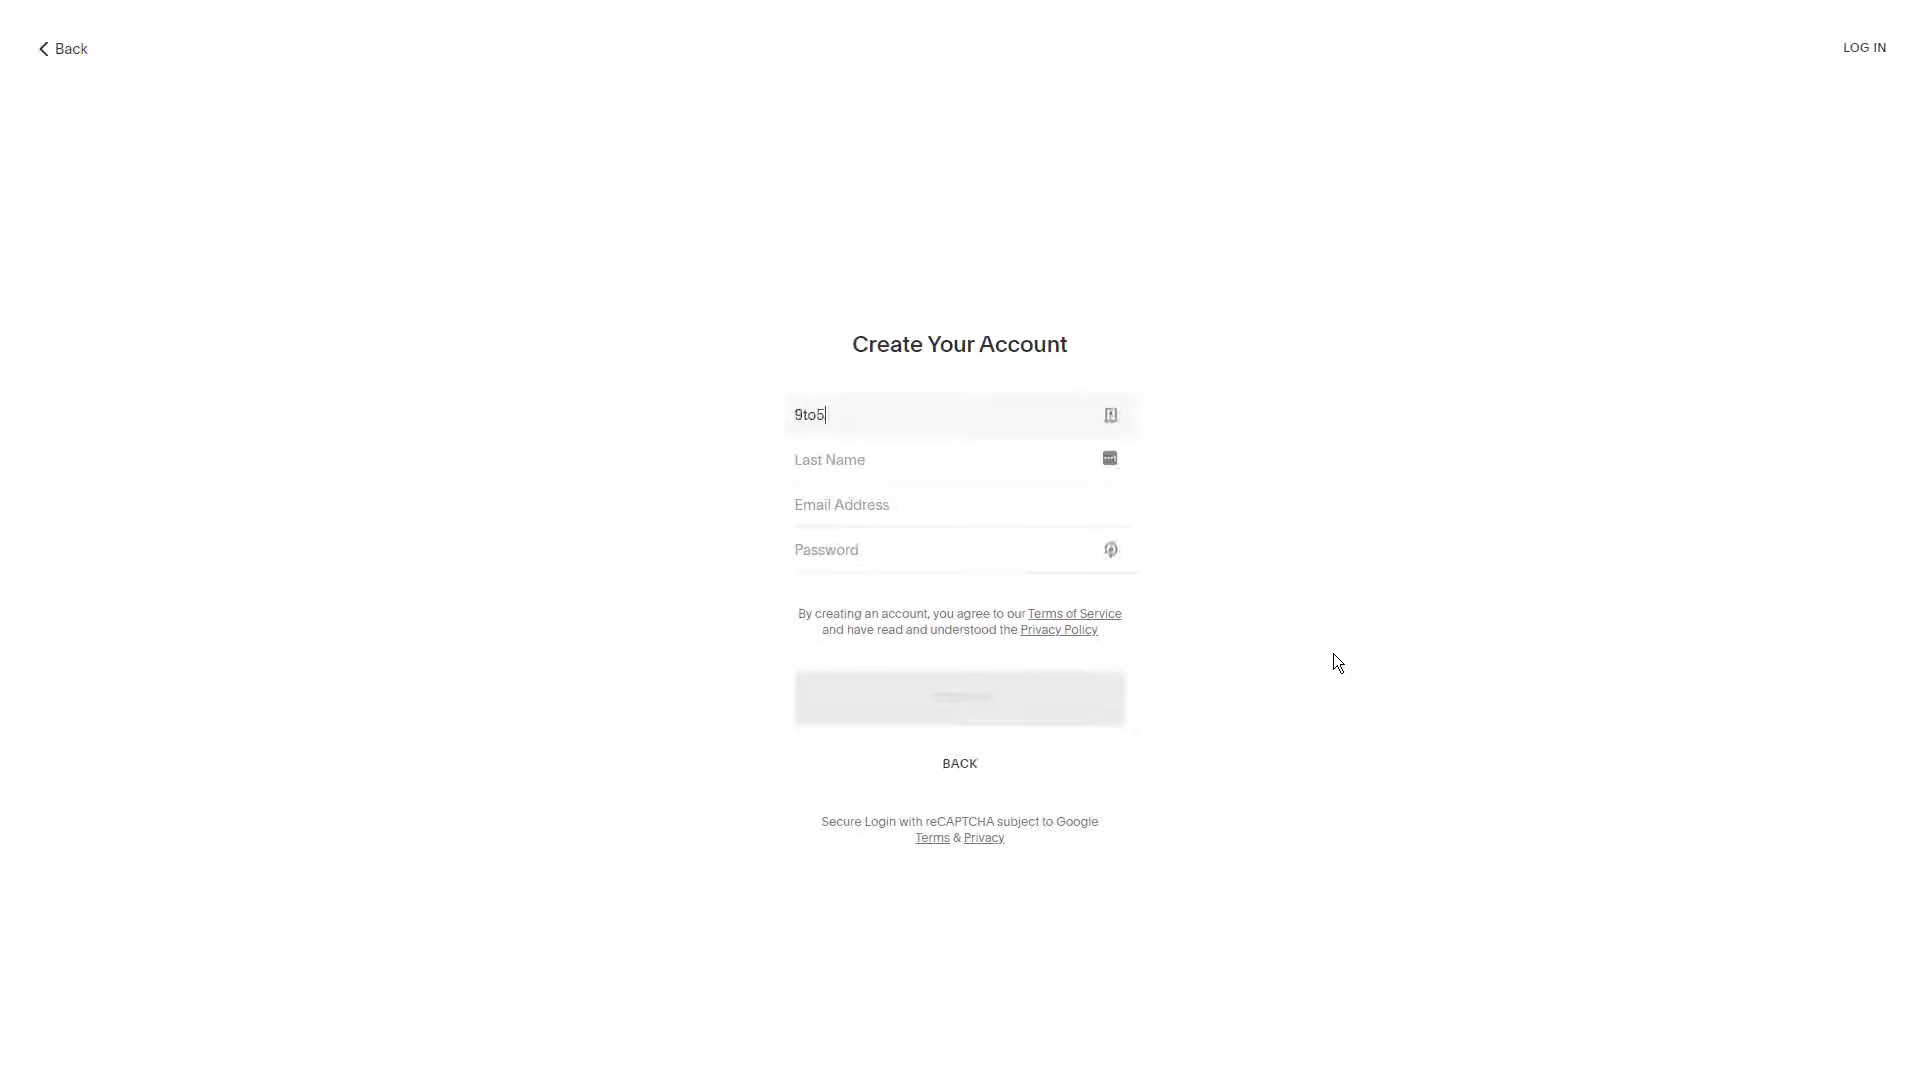 Back
LOG IN
Create Your Account
9to5
Last Name
Email Address
Password
By creating an account, you agree to our Terms of Service
and have read and understood the Privacy Policy
BACK
Secure Login with reCAPTCHA subject to Google
Terms & Privacy